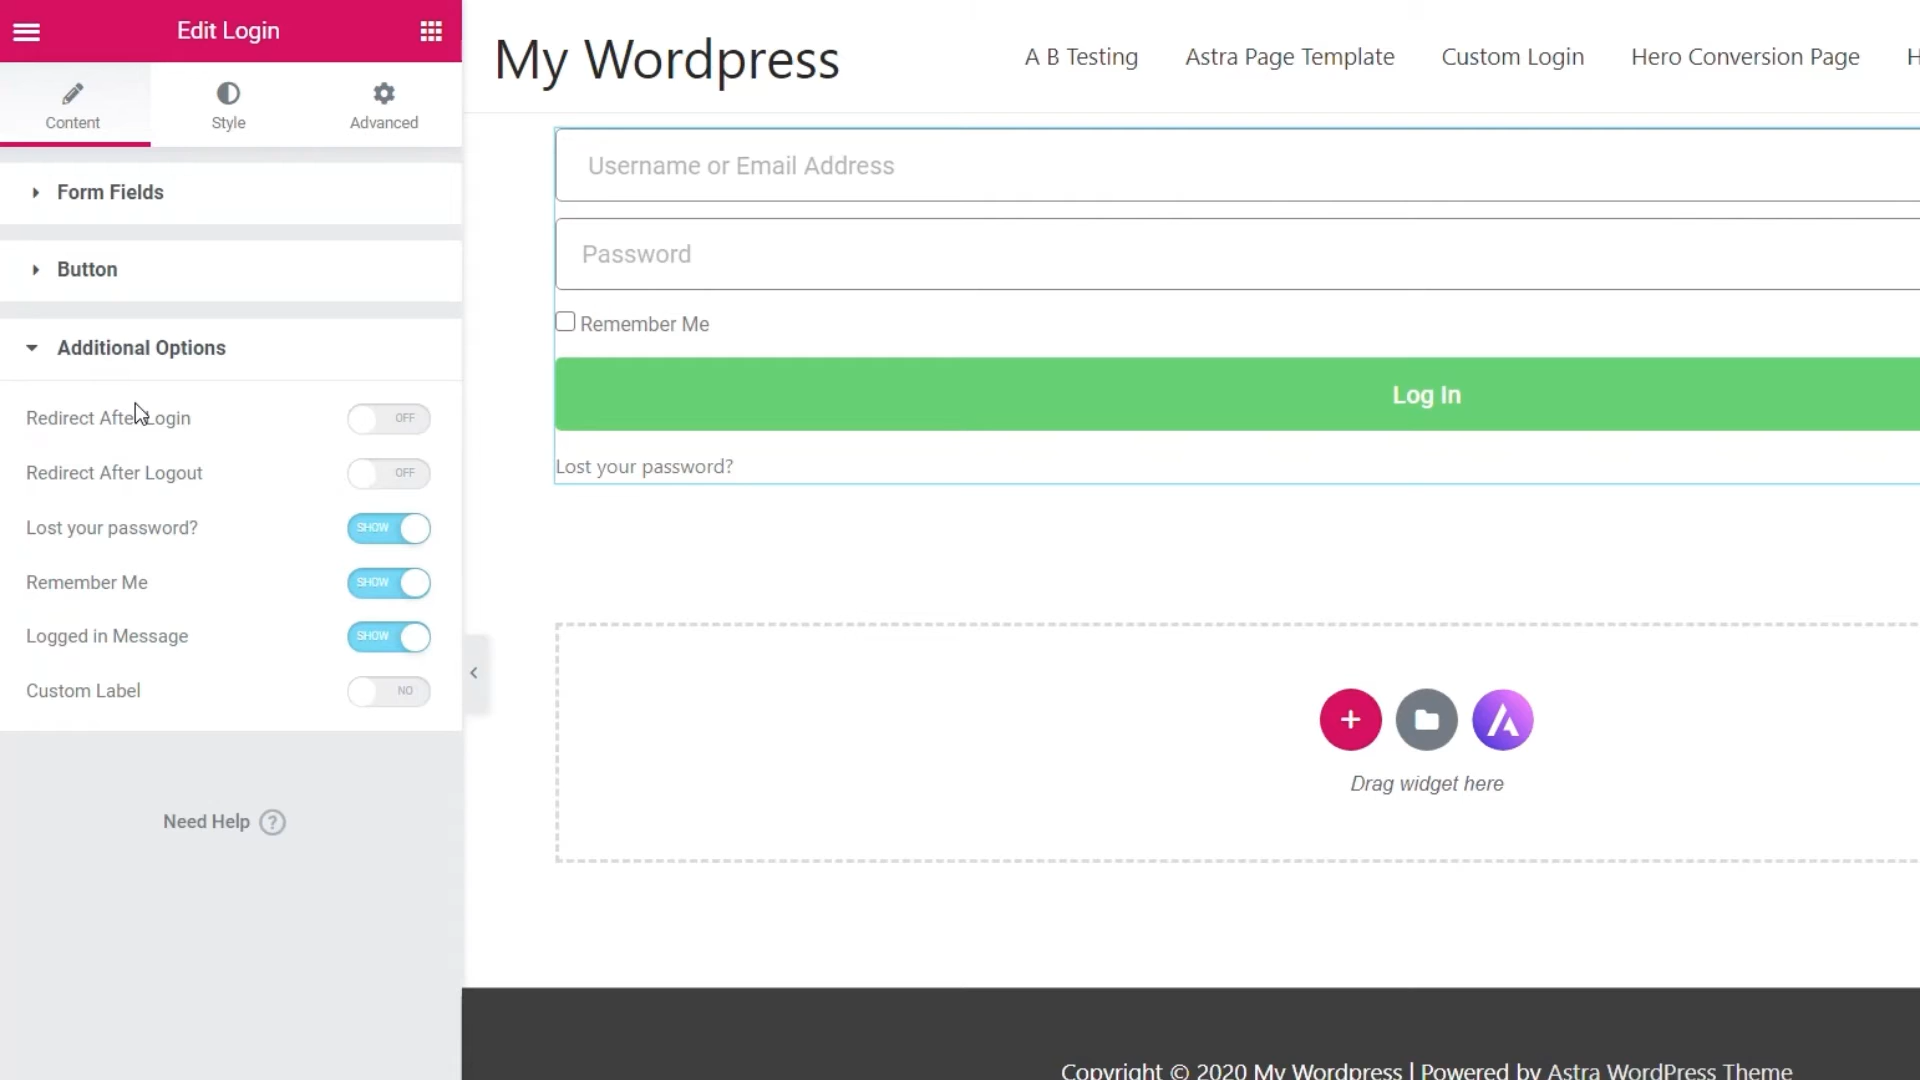 Edit Login
Content
Style
Advanced
Form Fields
Button
Additional Options
Redirect After Login
OFF
Redirect After Logout
OFF
Lost your password?
SHOW
Remember Me
SHOW
Logged in Message
SHOW
Custom Label
NO
Need Help ?
My Wordpress
A B Testing
Astra Page Template
Custom Login
Hero Conversion Page
H
Username or Email Address
Password
Remember Me
Log In
Lost your password?
Drag widget here
Copyright © 2020 My Wordpress | Powered by Astra WordPress Theme